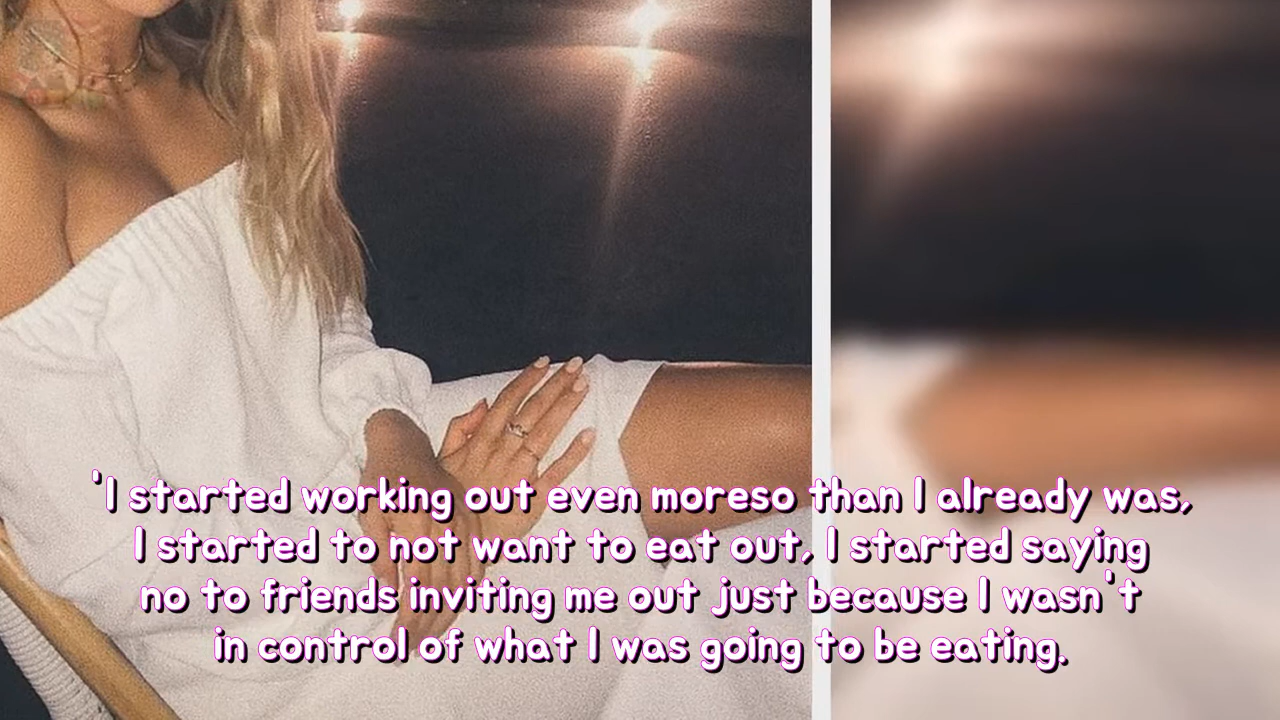 'I started working out even moreso than I already was,
I started to not want to eat out, I started saying
no to friends inviting me out just because I wasn't
in control of what I was going to be eating.